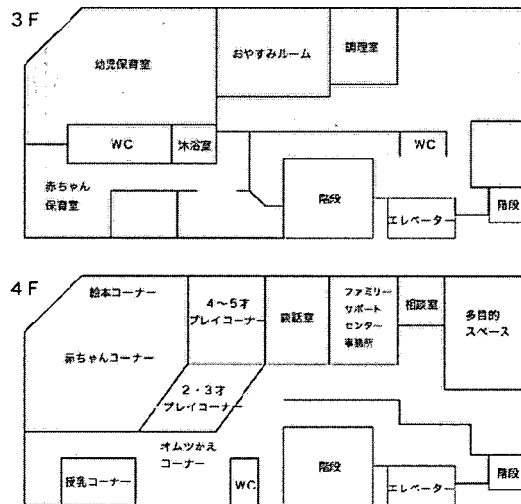 3F
幼児保育室
おやすみルーム
調理室
WC
沐浴室
WC
赤ちゃん
保育室
階段
エレベーター
階段
4F
絵本コーナー
4〜5才
プレイコーナー
談話室
ファミリー
サポート
センター
事務所
相談室
多目的
スペース
赤ちゃんコーナー
2・3才
プレイコーナー
オムツかえ
コーナー
授乳コーナー
WC
階段
エレベーター
階段